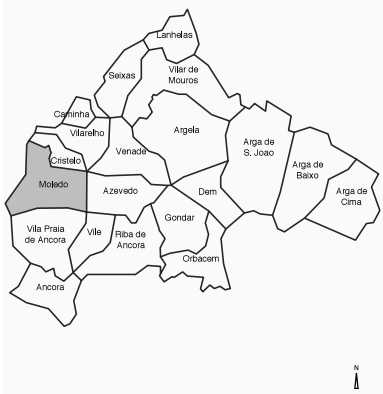 Lanhelas
Seixas
Vilar de
Mouros
Caminha
Vilarelho
Argela
Venade
Cristelo
Arga de
S. Joao
Arga de
Baixo
Arga de
Cima
Moledo
Azevedo
Dem
Gondar
Vila Praia
de Ancora
Vile
Riba de
Ancora
Orbacem
Ancora
N